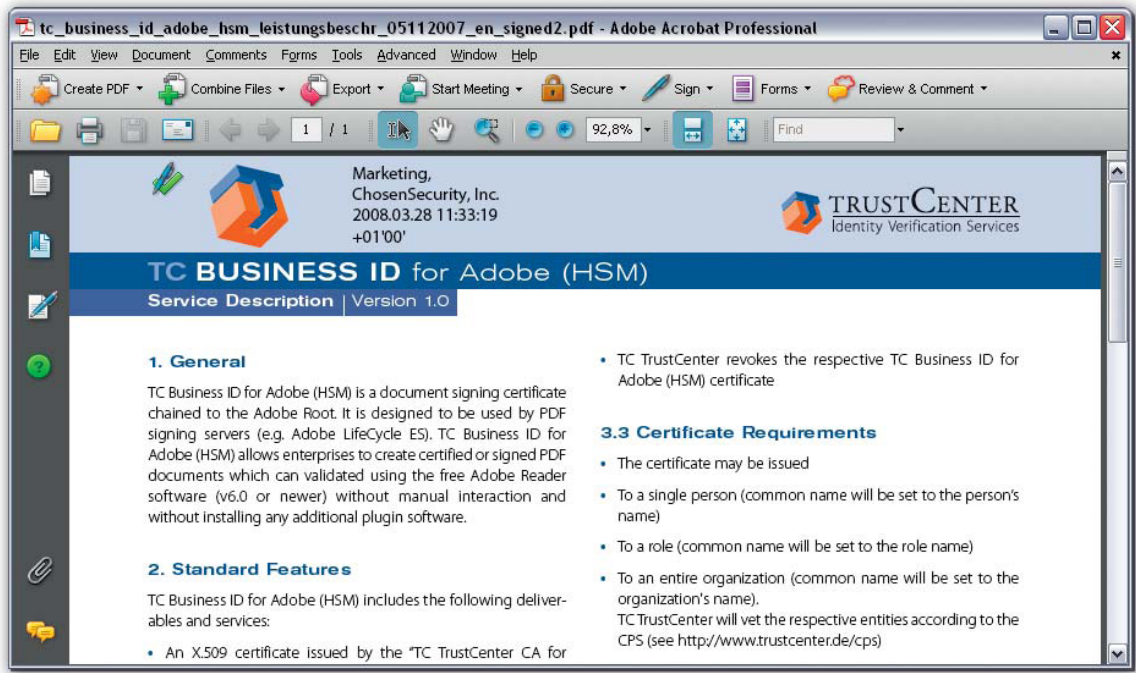 tc_business_id_adobe_hsm_leistungsbeschr_05112007_en_signed2.pdf - Adobe Acrobat Professional
File Edit View Document Comments Forms Tools Advanced Window Help
Create PDF Combine Files Export Start Meeting Secure Sign Forms Review & Comment
1 / 1 92,8% Find
Marketing,
ChosenSecurity, Inc.
2008.03.28 11:33:19
+01'00'
TRUSTCENTER
Identity Verification Services
TC BUSINESS ID for Adobe (HSM)
Service Description | Version 1.0
1. General
TC Business ID for Adobe (HSM) is a document signing certificate
chained to the Adobe Root. It is designed to be used by PDF
signing servers (e.g. Adobe LifeCycle ES). TC Business ID for
Adobe (HSM) allows enterprises to create certified or signed PDF
documents which can validated using the free Adobe Reader
software (v6.0 or newer) without manual interaction and
without installing any additional plugin software.
2. Standard Features
TC Business ID for Adobe (HSM) includes the following deliver-
ables and services:
• An X.509 certificate issued by the "TC TrustCenter CA for
• TC TrustCenter revokes the respective TC Business ID for
Adobe (HSM) certificate
3.3 Certificate Requirements
• The certificate may be issued
• To a single person (common name will be set to the person's
name)
• To a role (common name will be set to the role name)
• To an entire organization (common name will be set to the
organization's name).
TC TrustCenter will vet the respective entities according to the
CPS (see http://www.trustcenter.de/cps)